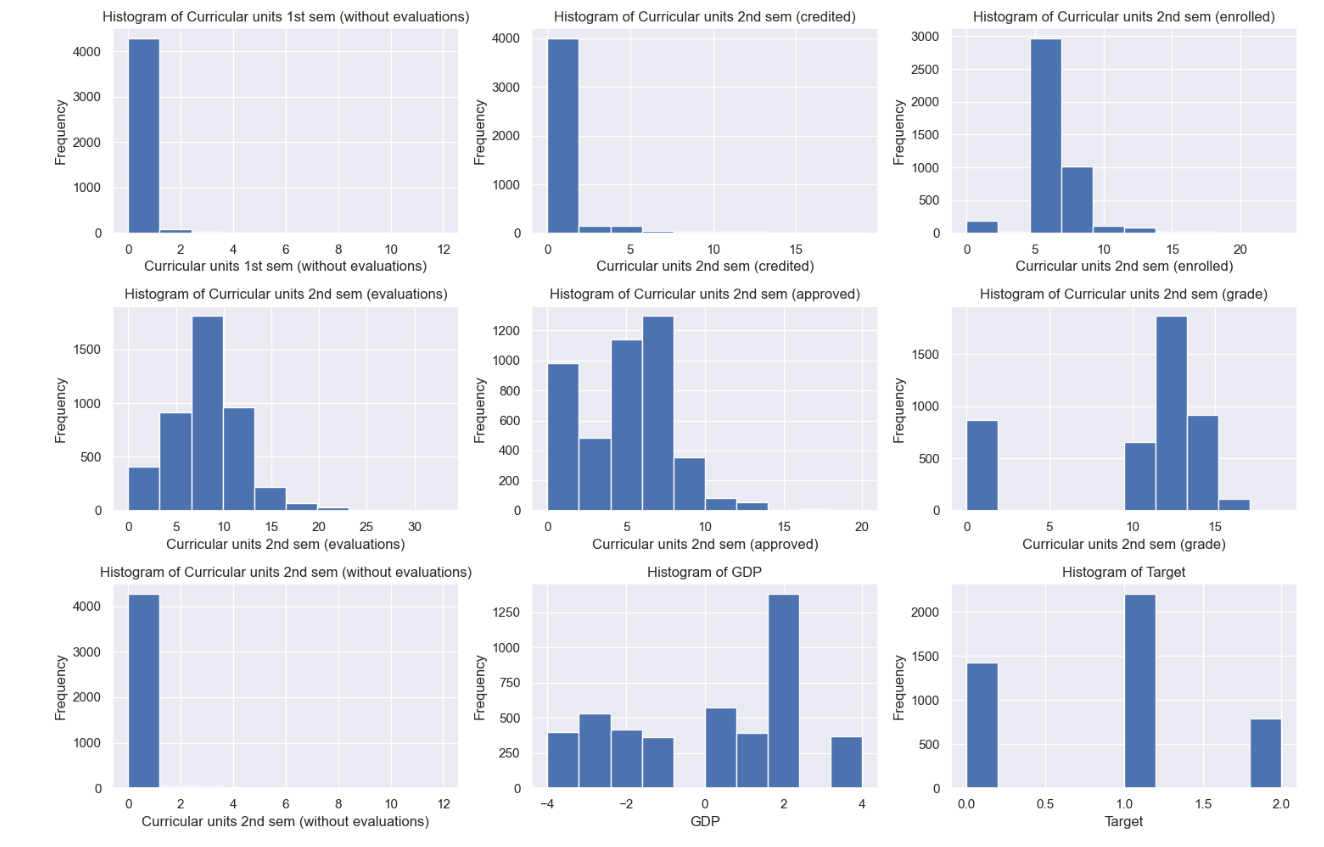 Histogram of Curricular units 1st sem (without evaluations)
Frequency
4000
3000
2000
1000
0
0 2 4 6 8 10 12
Curricular units 1st sem (without evaluations)
Histogram of Curricular units 2nd sem (credited)
Frequency
4000
3000
2000
1000
0
0 5 10 15
Curricular units 2nd sem (credited)
Histogram of Curricular units 2nd sem (enrolled)
Frequency
3000
2500
2000
1500
1000
500
0
0 5 10 15 20
Curricular units 2nd sem (enrolled)
Histogram of Curricular units 2nd sem (evaluations)
Frequency
1500
1000
500
0
0 5 10 15 20 25 30
Curricular units 2nd sem (evaluations)
Histogram of Curricular units 2nd sem (approved)
Frequency
1200
1000
800
600
400
200
0
0 5 10 15 20
Curricular units 2nd sem (approved)
Histogram of Curricular units 2nd sem (grade)
Frequency
1500
1000
500
0
0 5 10 15
Curricular units 2nd sem (grade)
Histogram of Curricular units 2nd sem (without evaluations)
Frequency
4000
3000
2000
1000
0
0 2 4 6 8 10 12
Curricular units 2nd sem (without evaluations)
Histogram of GDP
Frequency
1250
1000
750
500
250
0
−4 −2 0 2 4
GDP
Histogram of Target
Frequency
2000
1500
1000
500
0
0.0 0.5 1.0 1.5 2.0
Target